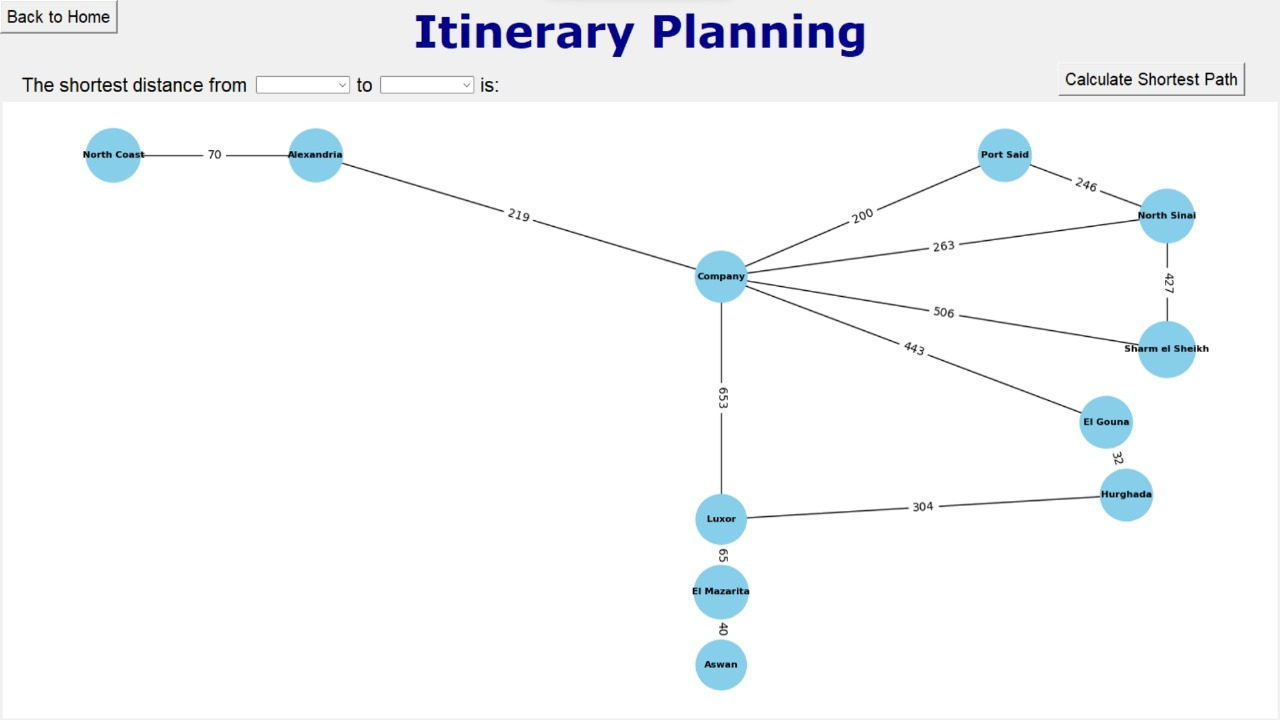 Back to Home
Itinerary Planning
The shortest distance from to is:
Calculate Shortest Path
North Coast
70
Alexandria
Port Said
246
219
200
North Sinai
263
Company
427
506
443
Sharm el Sheikh
653
El Gouna
32
Hurghada
304
Luxor
65
El Mazarita
40
Aswan